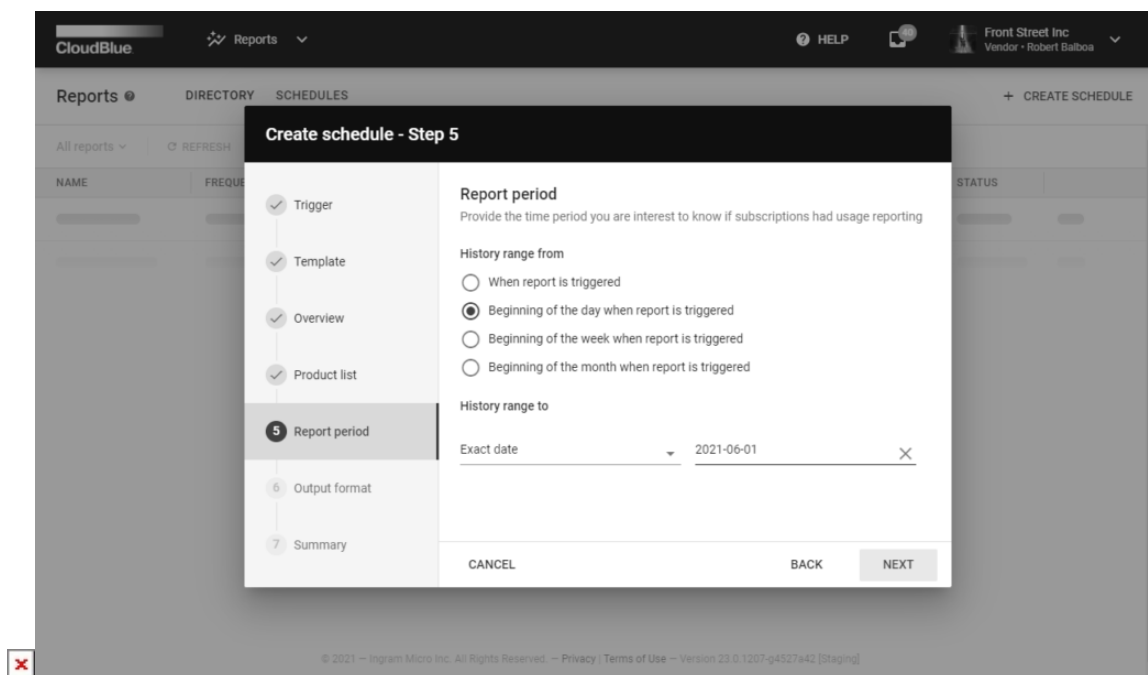 CloudBlue
Reports
HELP
40
Front Street Inc
Vendor • Robert Balboa
Reports
DIRECTORY
SCHEDULES
+ CREATE SCHEDULE
All reports
REFRESH
NAME
FREQUE
STATUS
Create schedule - Step 5
Trigger
Template
Overview
Product list
5 Report period
6 Output format
7 Summary
Report period
Provide the time period you are interest to know if subscriptions had usage reporting
History range from
When report is triggered
Beginning of the day when report is triggered
Beginning of the week when report is triggered
Beginning of the month when report is triggered
History range to
Exact date
2021-06-01
CANCEL
BACK
NEXT
© 2021 — Ingram Micro Inc. All Rights Reserved. — Privacy | Terms of Use — Version 23.0.1207-g4527a42 [Staging]